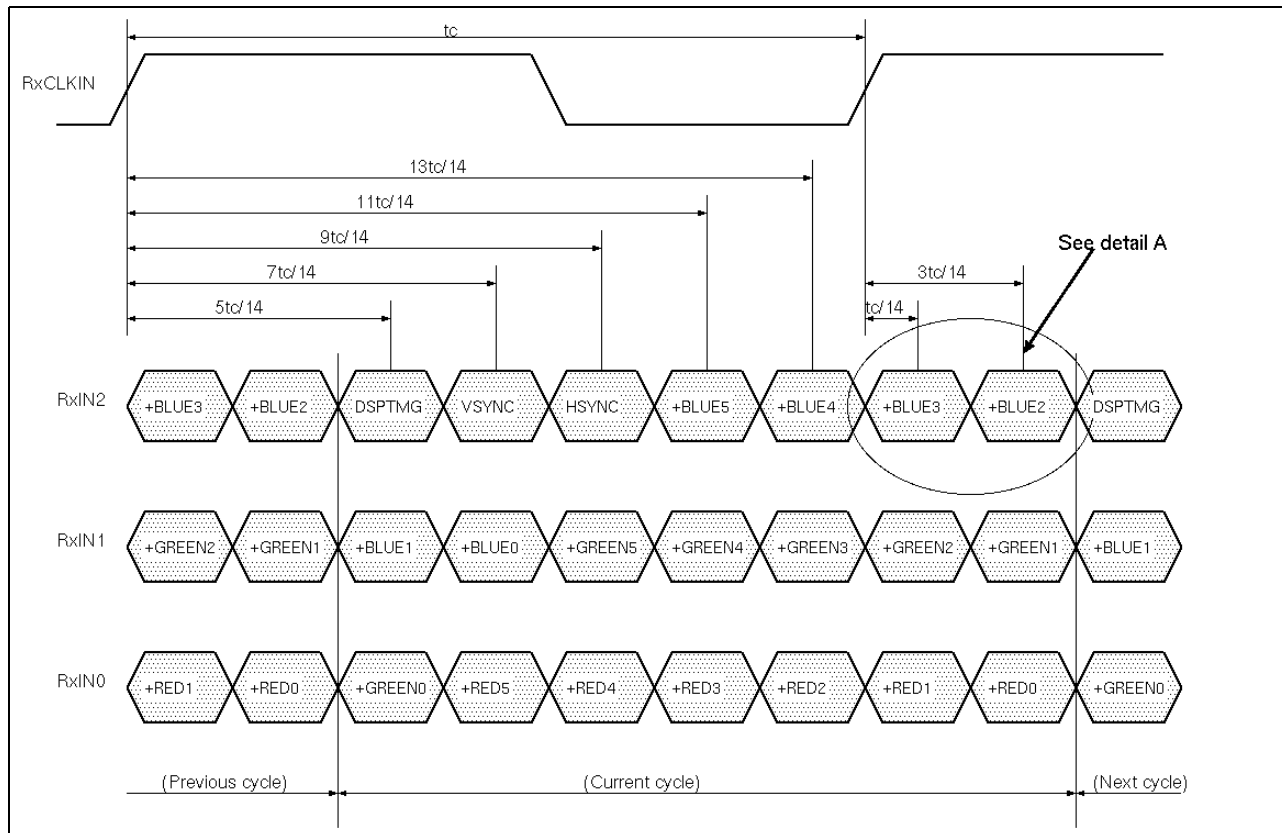 tc
RxCLKIN
13tc/14
11tc/14
9tc/14
See detail A
7tc/14
3tc/14
5tc/14
tc/14
RxIN2
+BLUE3 +BLUE2 DSPTMG VSYNC HSYNC +BLUE5 +BLUE4 +BLUE3 +BLUE2 DSPTMG
RxIN1
+GREEN2 +GREEN1 +BLUE1 +BLUE0 +GREEN5 +GREEN4 +GREEN3 +GREEN2 +GREEN1 +BLUE1
RxIN0
+RED1 +RED0 +GREEN0 +RED5 +RED4 +RED3 +RED2 +RED1 +RED0 +GREEN0
(Previous cycle) (Current cycle) (Next cycle)